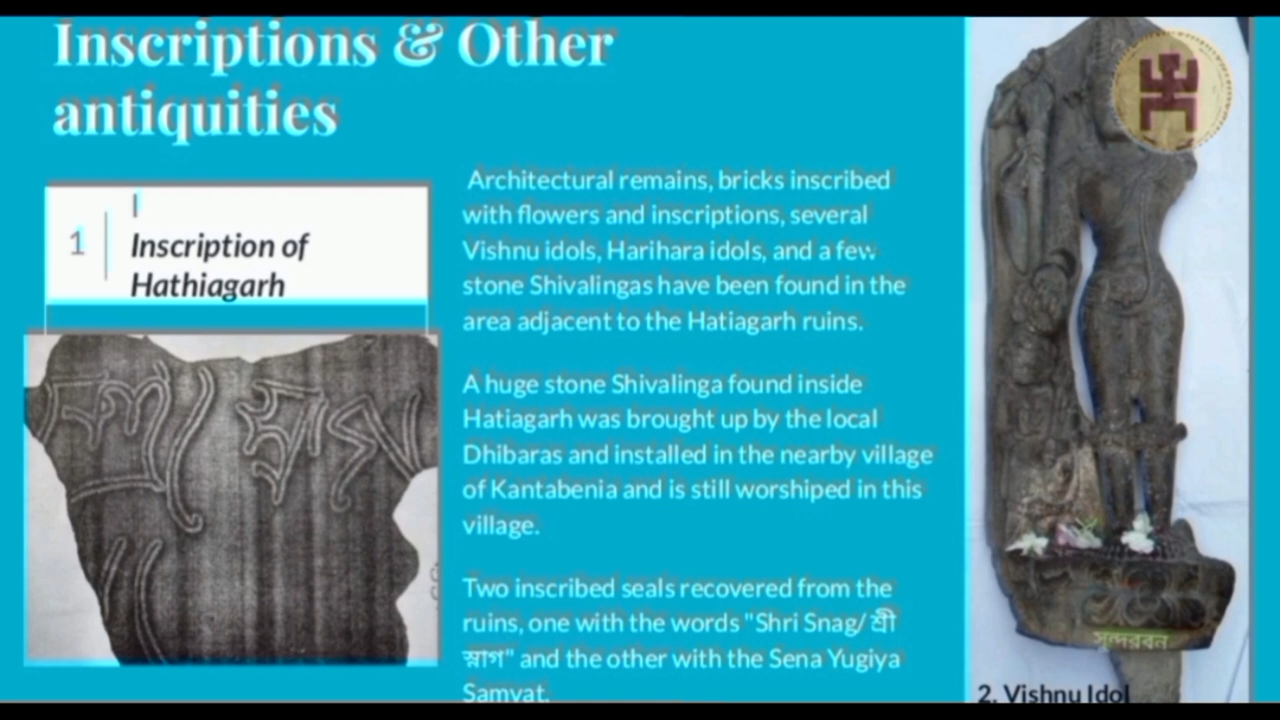 Inscriptions & Other
antiquities
1
Inscription of
Hathiagarh
Architectural remains, bricks inscribed
with flowers and inscriptions, several
Vishnu idols, Harihara idols, and a few
stone Shivalingas have been found in the
area adjacent to the Hatiagarh ruins.
A huge stone Shivalinga found inside
Hatiagarh was brought up by the local
Dhibaras and installed in the nearby village
of Kantabenia and is still worshiped in this
village.
Two inscribed seals recovered from the
ruins, one with the words "Shri Snag/ শ্রী
স্নাগ" and the other with the Sena Yugiya
Samvat.
সুন্দরবন
2. Vishnu Idol